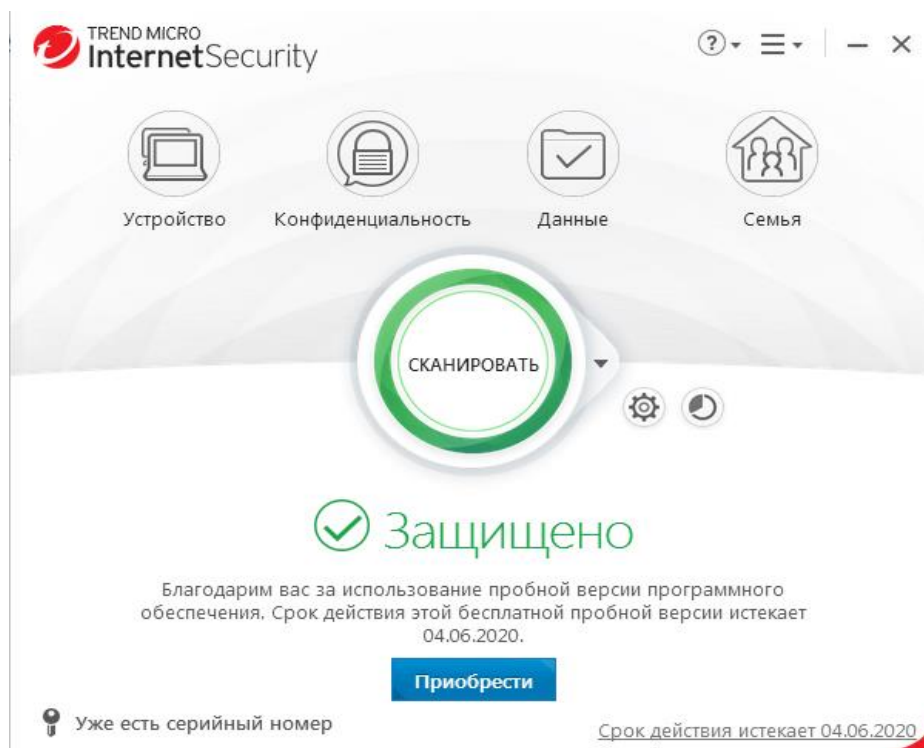 TREND MICRO
InternetSecurity
Устройство
Конфиденциальность
Данные
Семья
СКАНИРОВАТЬ
Защищено
Благодарим вас за использование пробной версии программного
обеспечения. Срок действия этой бесплатной пробной версии истекает
04.06.2020.
Приобрести
Уже есть серийный номер
Срок действия истекает 04.06.2020